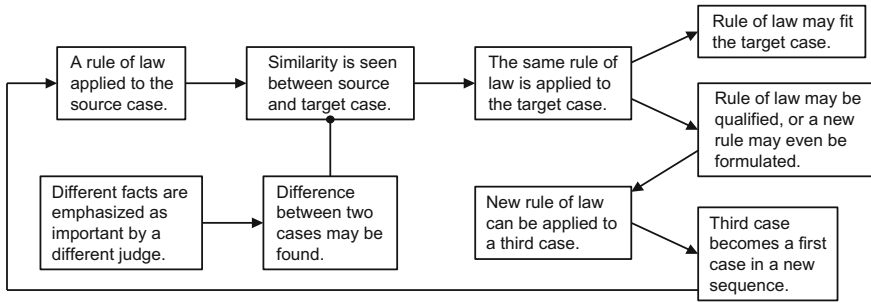 A rule of law
applied to the
source case.
Similarity is seen
between source
and target case.
The same rule of
law is applied to
the target case.
Rule of law may fit
the target case.
Rule of law may be
qualified, or a new
rule may even be
formulated.
Different facts are
emphasized as
important by a
different judge.
Difference
between two
cases may be
found.
New rule of law
can be applied to
a third case.
Third case
becomes a first
case in a new
sequence.